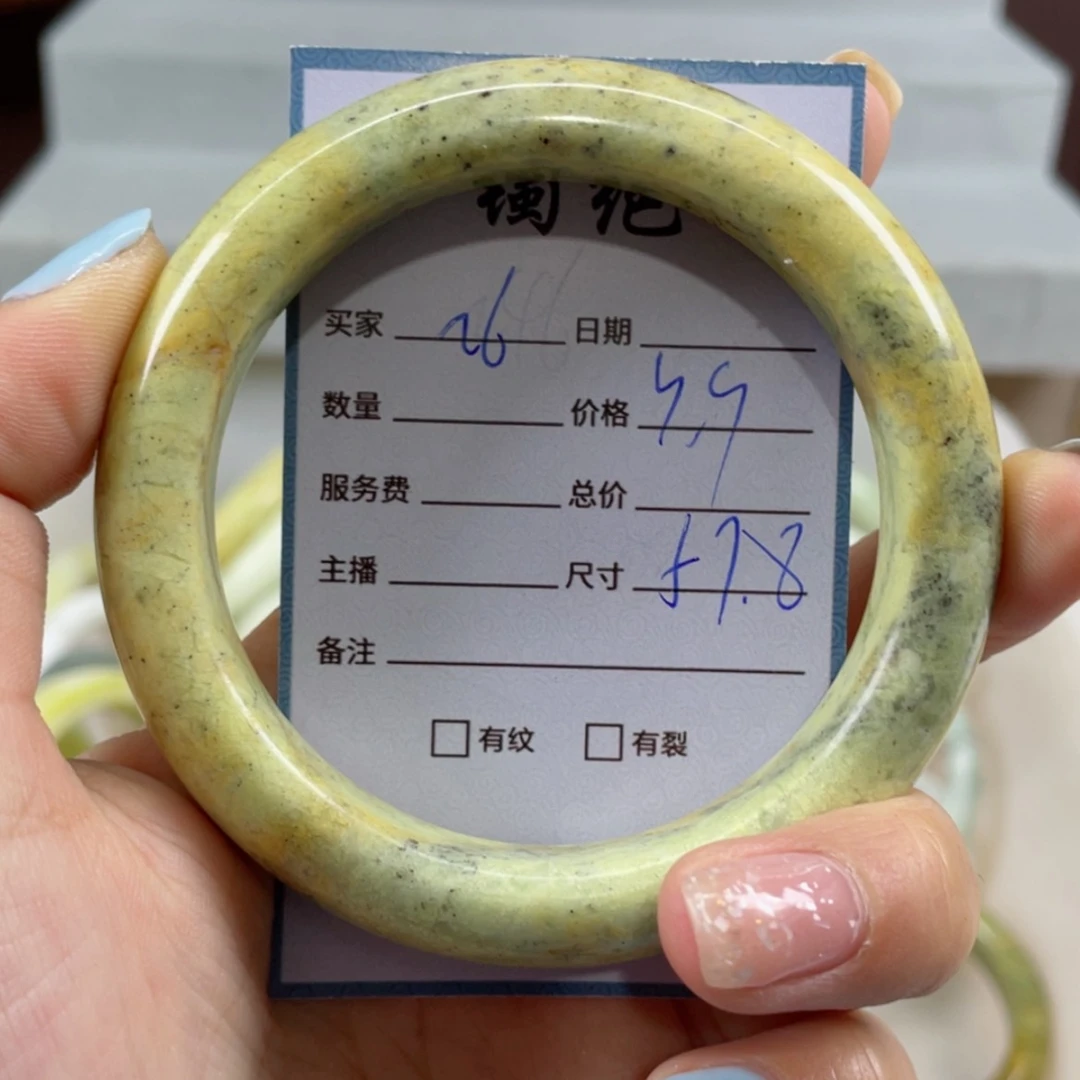 买家 26 日期
数量 价格
服务费 总价
主播 尺寸 57.8
备注
有纹 有裂